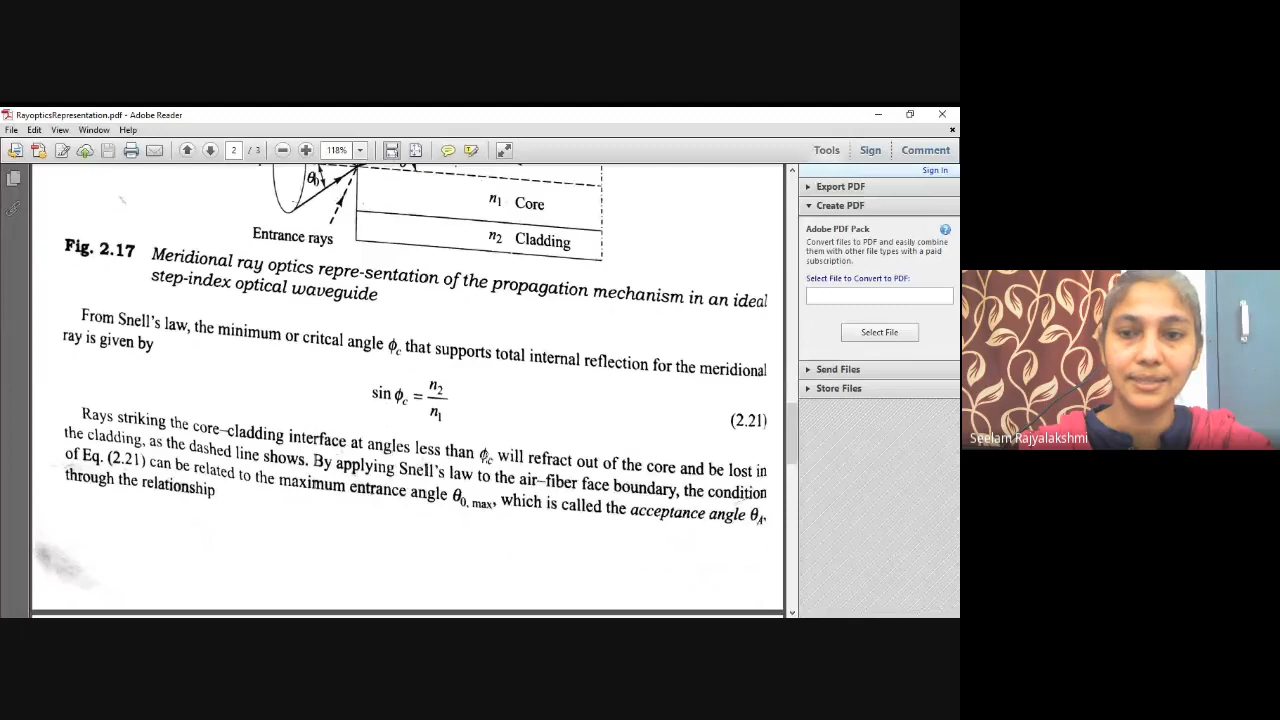 RayopticsRepresentation.pdf - Adobe Reader
File Edit View Window Help
2 / 3 118% Tools Sign Comment
Sign In
Export PDF
Create PDF
Adobe PDF Pack
Convert files to PDF and easily combine
them with other file types with a paid
subscription.
Select File to Convert to PDF:
Select File
Send Files
Store Files
θ0
n1 Core
n2 Cladding
Entrance rays
Fig. 2.17 Meridional ray optics repre-sentation of the propagation mechanism in an ideal
step-index optical waveguide
From Snell's law, the minimum or critcal angle ϕc that supports total internal reflection for the meridional
ray is given by
sin ϕc = n2/n1 (2.21)
Rays striking the core–cladding interface at angles less than ϕc will refract out of the core and be lost in
the cladding, as the dashed line shows. By applying Snell's law to the air–fiber face boundary, the condition
of Eq. (2.21) can be related to the maximum entrance angle θ0, max, which is called the acceptance angle θA,
through the relationship
Seelam Rajyalakshmi